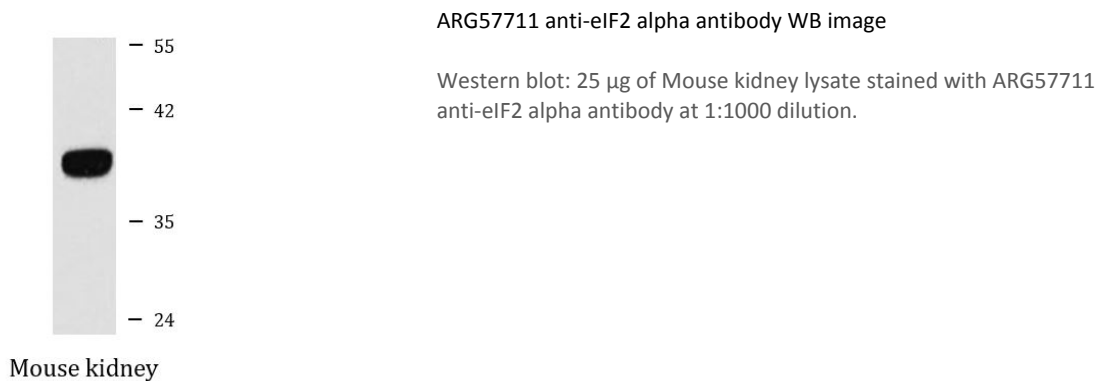 ARG57711 anti-eIF2 alpha antibody WB image
Western blot: 25 µg of Mouse kidney lysate stained with ARG57711
anti-eIF2 alpha antibody at 1:1000 dilution.
55
42
35
24
Mouse kidney